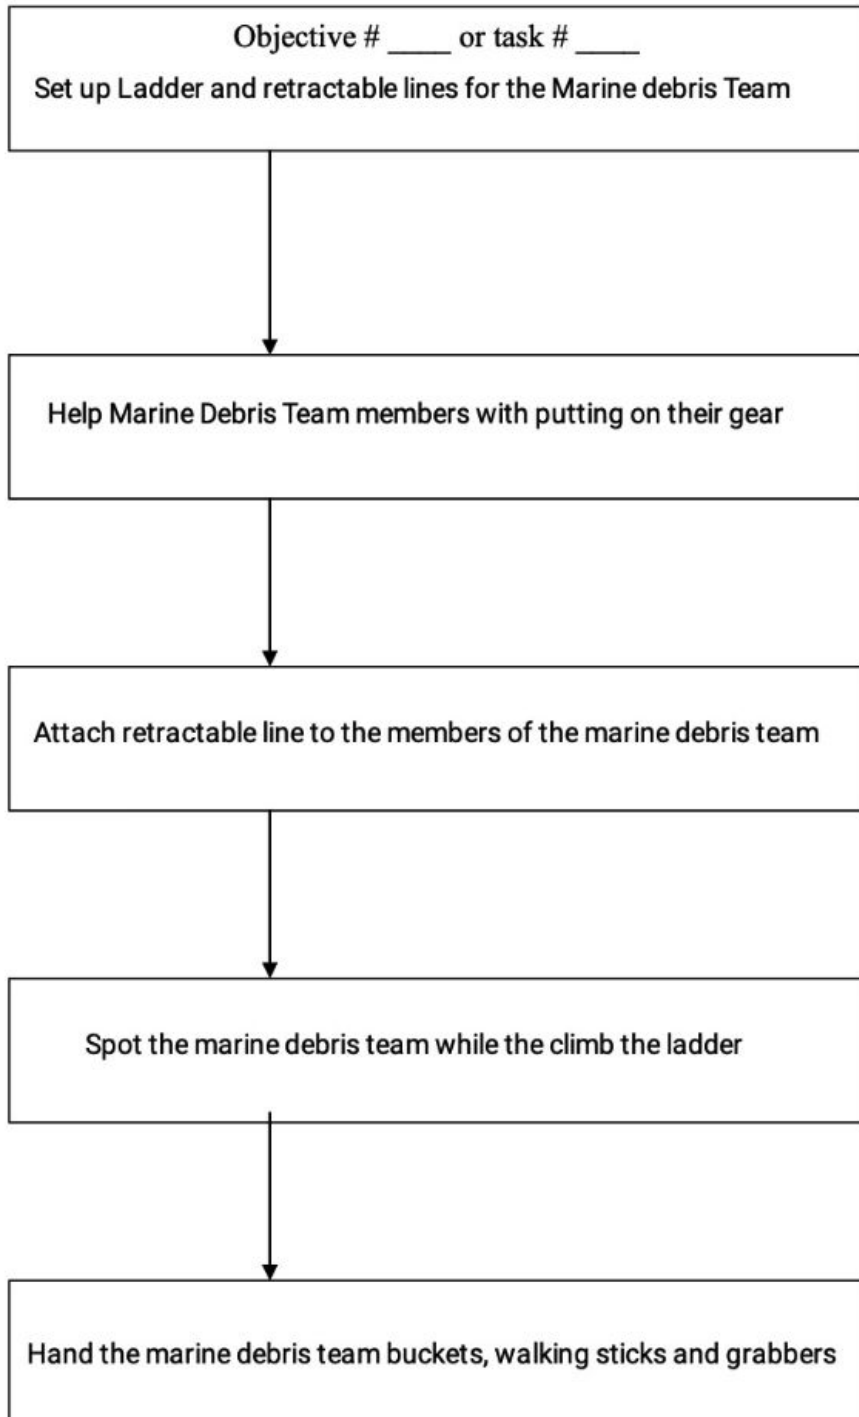 Objective # ____ or task # ____
Set up Ladder and retractable lines for the Marine debris Team
Help Marine Debris Team members with putting on their gear
Attach retractable line to the members of the marine debris team
Spot the marine debris team while the climb the ladder
Hand the marine debris team buckets, walking sticks and grabbers